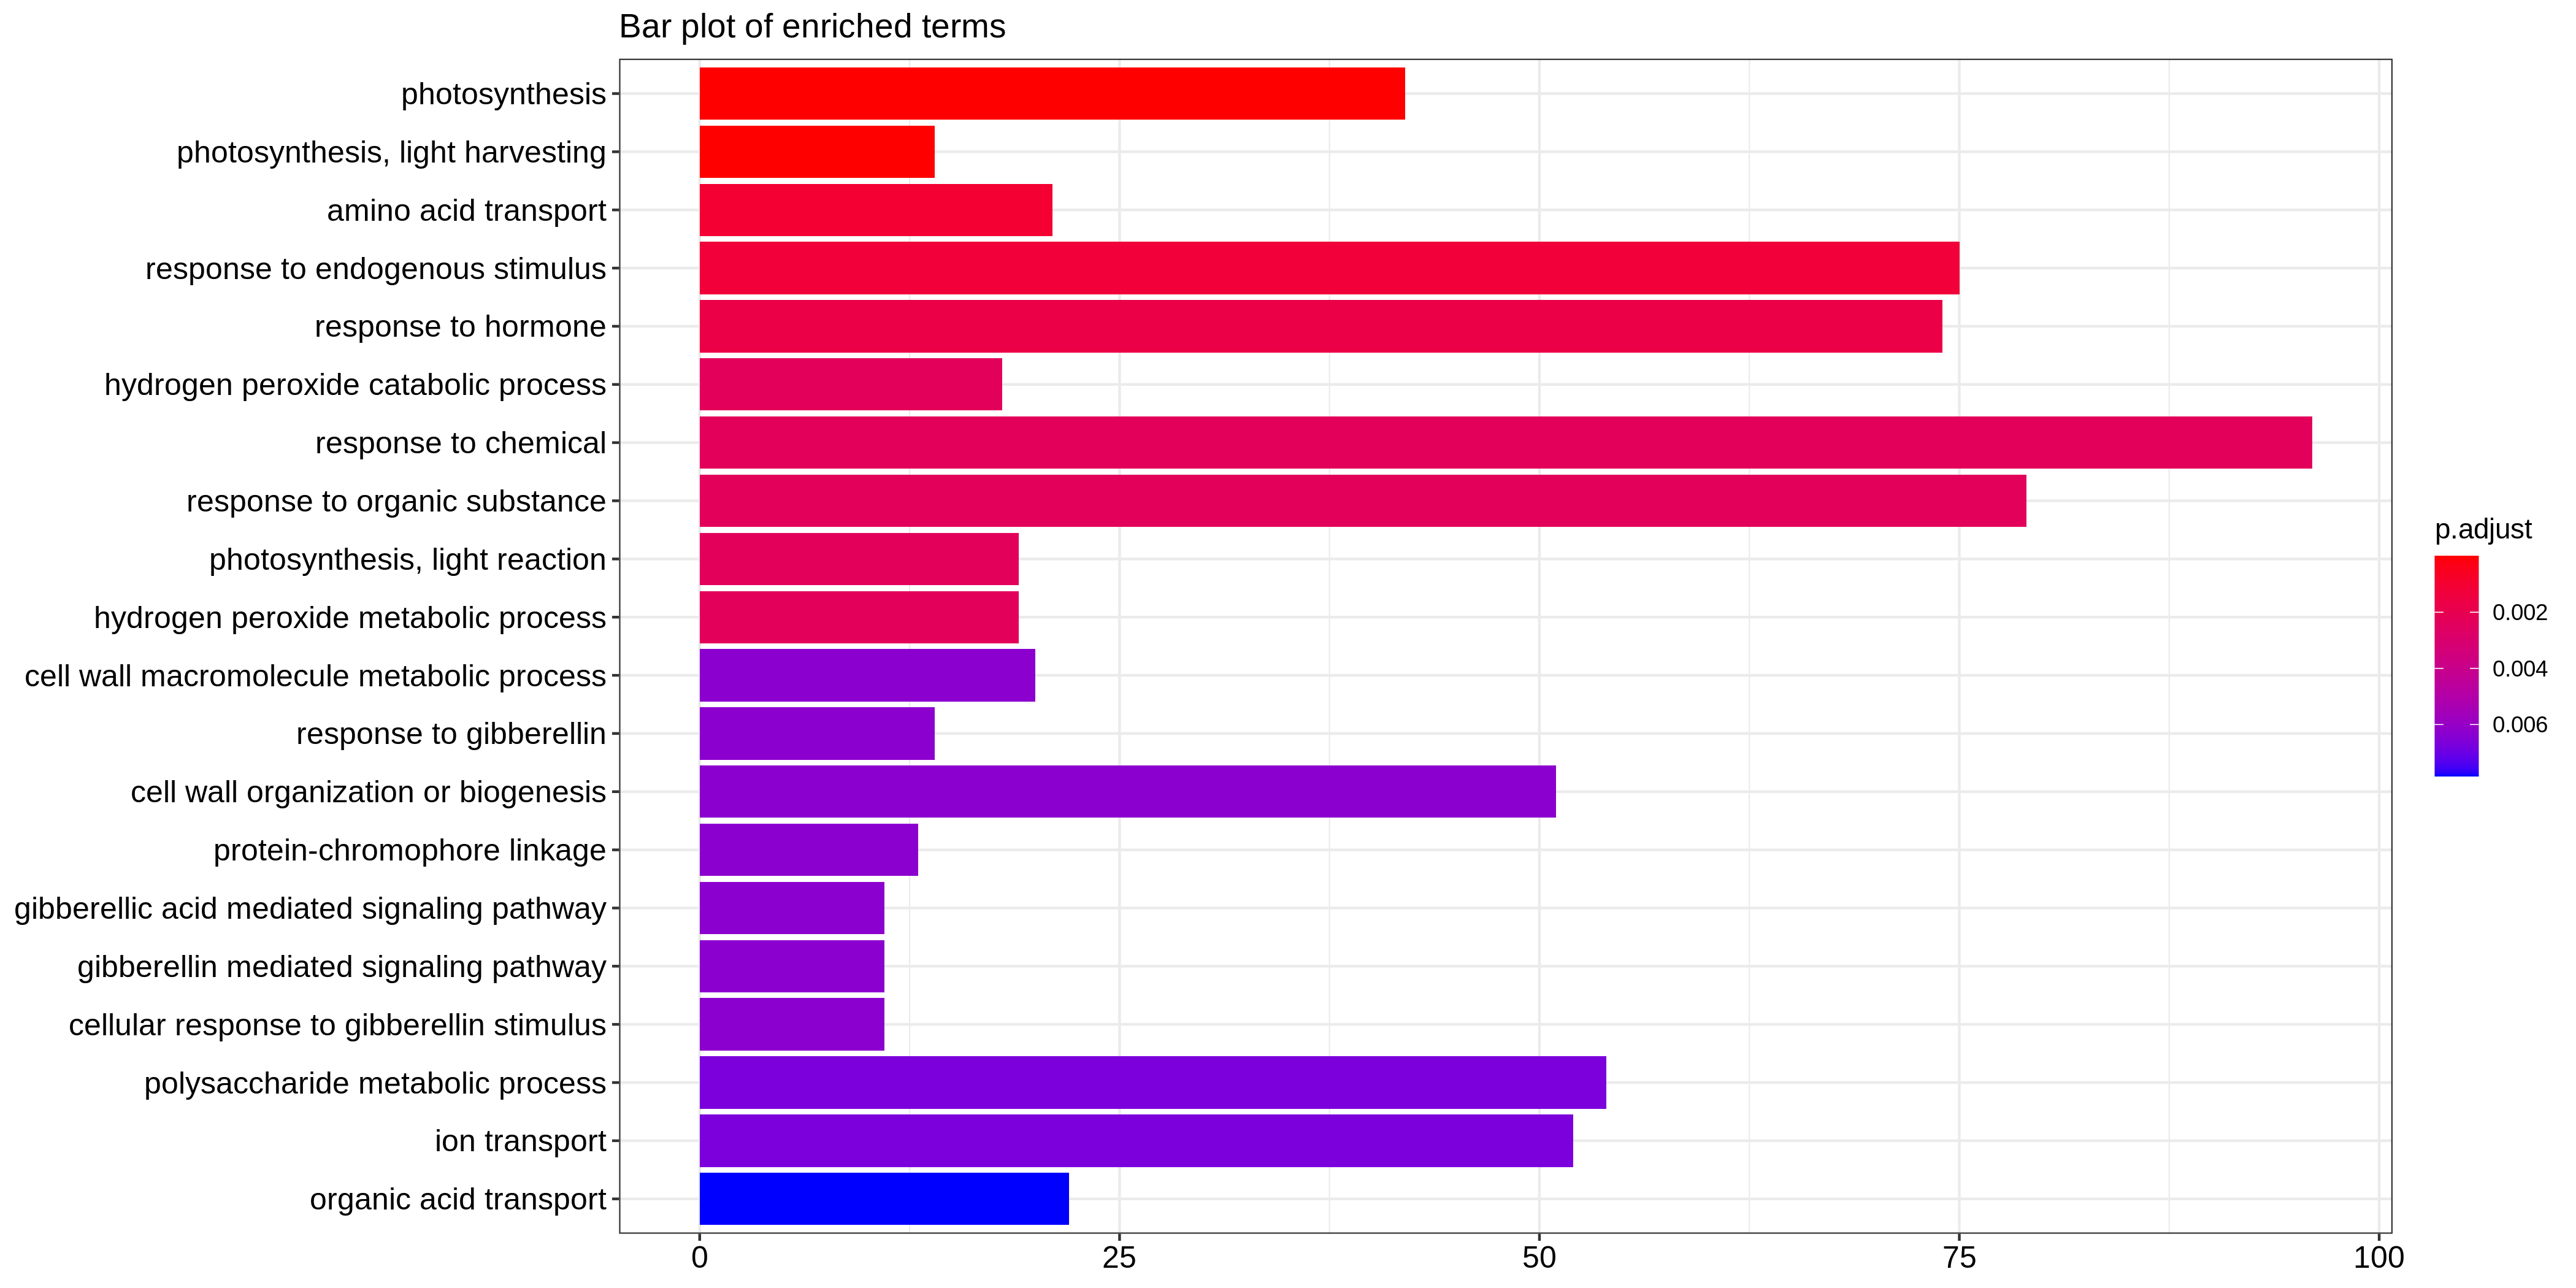 Bar plot of enriched terms
photosynthesis
photosynthesis, light harvesting
amino acid transport
response to endogenous stimulus
response to hormone
hydrogen peroxide catabolic process
response to chemical
response to organic substance
photosynthesis, light reaction
hydrogen peroxide metabolic process
cell wall macromolecule metabolic process
response to gibberellin
cell wall organization or biogenesis
protein-chromophore linkage
gibberellic acid mediated signaling pathway
gibberellin mediated signaling pathway
cellular response to gibberellin stimulus
polysaccharide metabolic process
ion transport
organic acid transport
0 25 50 75 100
p.adjust
0.002
0.004
0.006